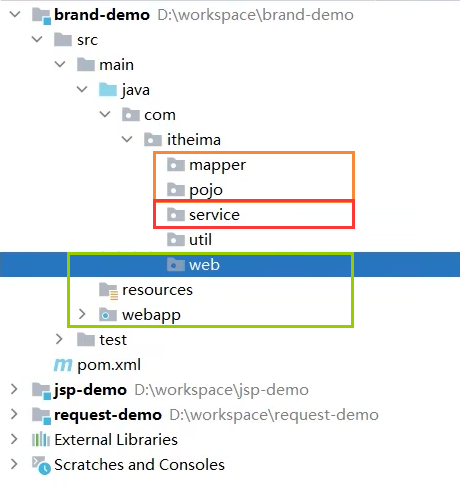 brand-demo D:\workspace\brand-demo
src
main
java
com
itheima
mapper
pojo
service
util
web
resources
webapp
test
m pom.xml
jsp-demo D:\workspace\jsp-demo
request-demo D:\workspace\request-demo
External Libraries
Scratches and Consoles